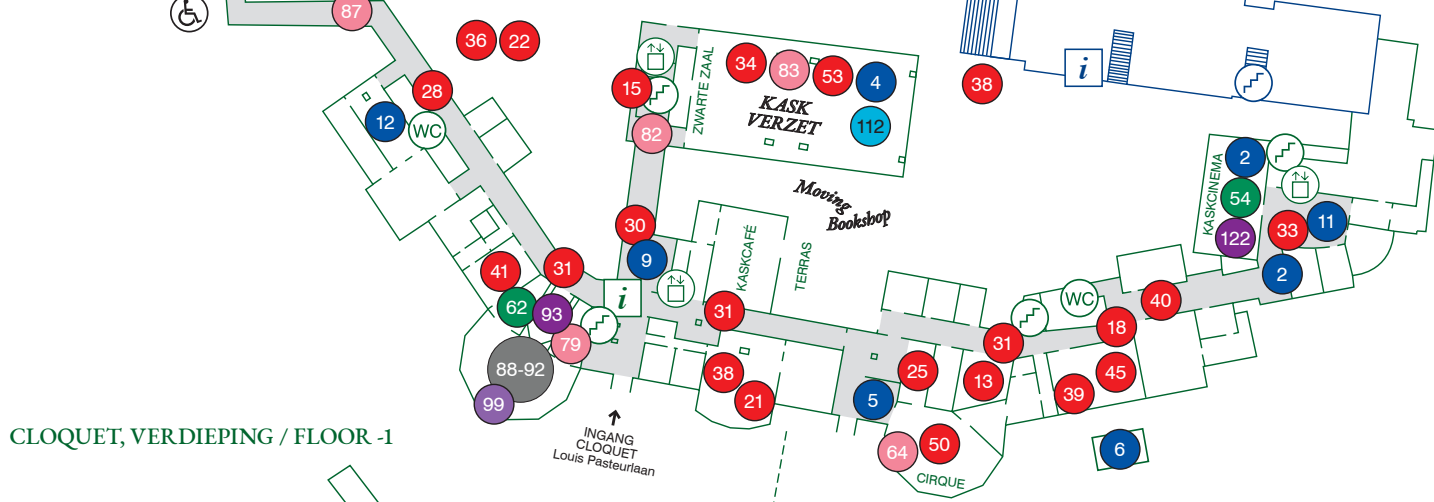 87
36
22
38
i
28
12
WC
15
82
ZWARTE ZAAL
34
83
53
4
KASK
VERZET
112
Moving
Bookshop
KASKCINEMA
2
54
122
33
11
2
30
9
KASKCAFÉ
TERRAS
41
31
62
93
i
79
88-92
99
31
38
21
WC
40
18
31
25
13
45
39
5
64
50
CIRQUE
6
INGANG
CLOQUET
Louis Pasteurlaan
CLOQUET, VERDIEPING / FLOOR -1